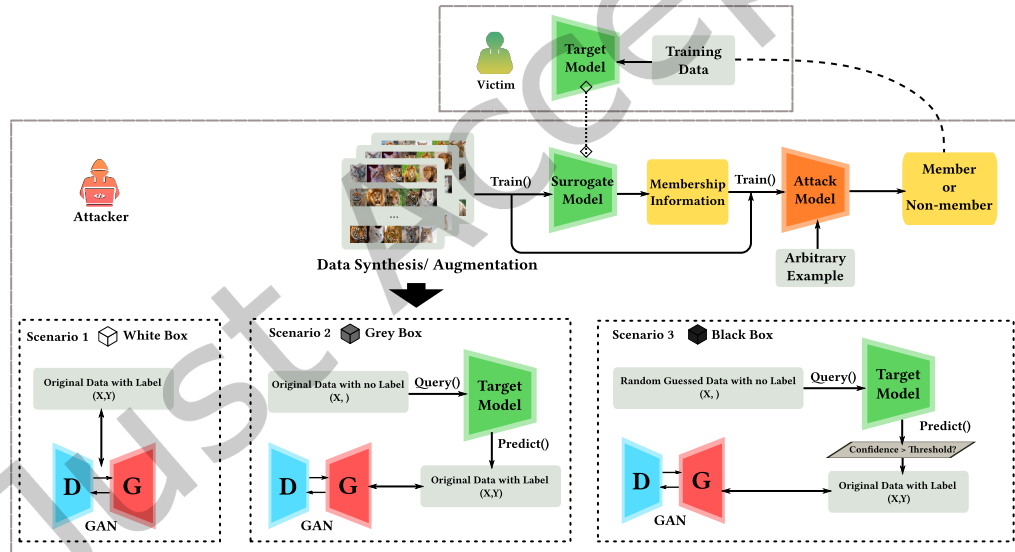 Just Accep
Victim
Target
Model
Training
Data
Attacker
</>
...
Data Synthesis/ Augmentation
Train()
Surrogate
Model
Membership
Information
Train()
Attack
Model
Member
or
Non-member
Arbitrary
Example
Scenario 1 White Box
Original Data with Label
(X,Y)
D G
GAN
Scenario 2 Grey Box
Original Data with no Label
(X, )
Query()
Target
Model
Predict()
D G
Original Data with Label
(X,Y)
GAN
Scenario 3 Black Box
Random Guessed Data with no Label
(X, )
Query()
Target
Model
Predict()
Confidence > Threshold?
D G
Original Data with Label
(X,Y)
GAN